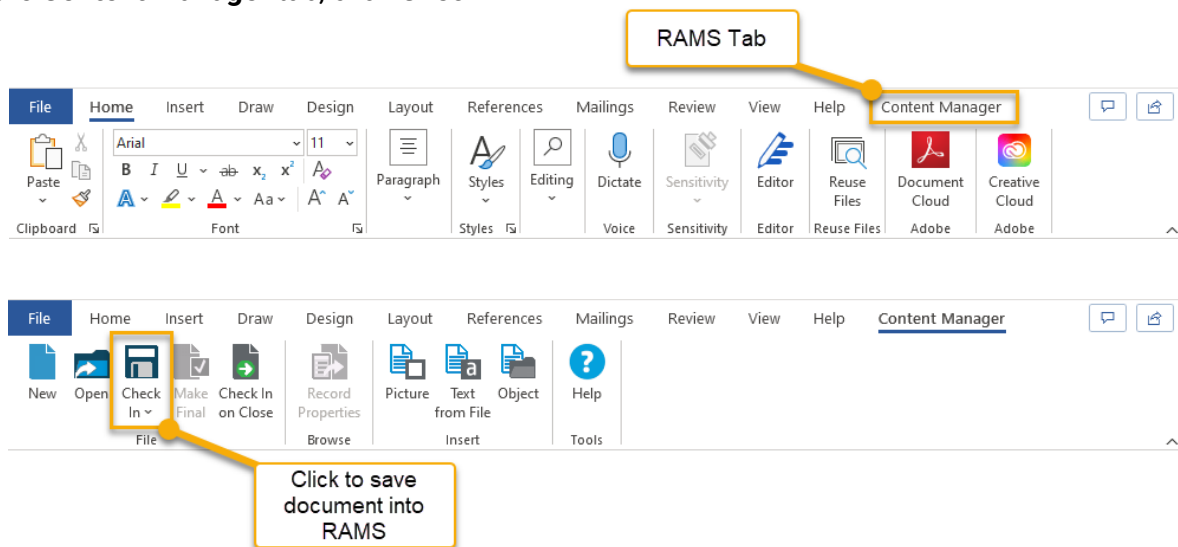 RAMS Tab
File Home Insert Draw Design Layout References Mailings Review View Help Content Manager
Arial 11
B I U ab x₂ x² A
A A Aa A A
Paste Paragraph Styles Editing Dictate Sensitivity Editor Reuse Files Document Cloud Creative Cloud
Clipboard Font Styles Voice Sensitivity Editor Reuse Files Adobe Adobe
File Home Insert Draw Design Layout References Mailings Review View Help Content Manager
a ?
New Open Check In Make Final Check In on Close Record Properties Picture Text from File Object Help
File Browse Insert Tools
Click to save
document into
RAMS